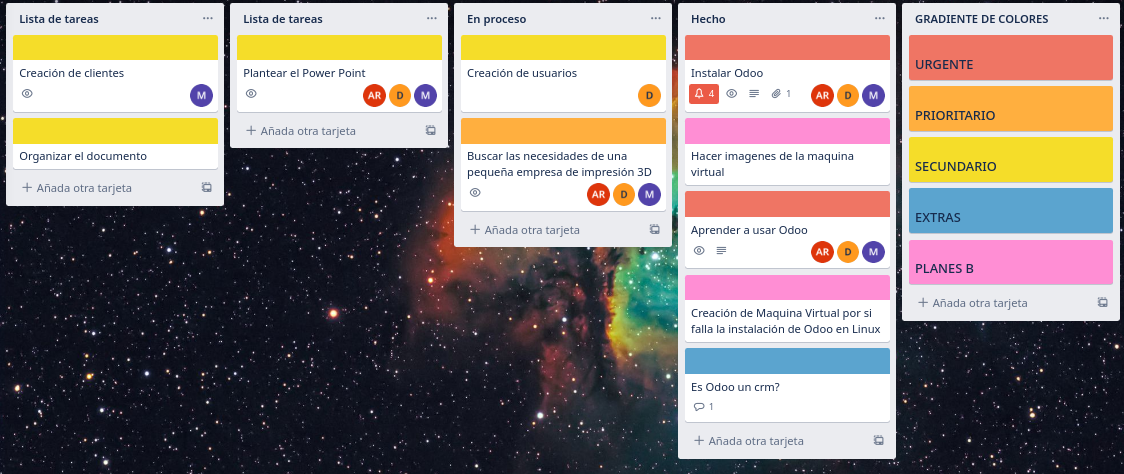 Lista de tareas
Creación de clientes
M
Organizar el documento
Añada otra tarjeta
Lista de tareas
Plantear el Power Point
AR D M
Añada otra tarjeta
En proceso
Creación de usuarios
D
Buscar las necesidades de una
pequeña empresa de impresión 3D
AR D M
Añada otra tarjeta
Hecho
Instalar Odoo
4 1 AR D M
Hacer imagenes de la maquina
virtual
Aprender a usar Odoo
AR D M
Creación de Maquina Virtual por si
falla la instalación de Odoo en Linux
Es Odoo un crm?
1
Añada otra tarjeta
GRADIENTE DE COLORES
URGENTE
PRIORITARIO
SECUNDARIO
EXTRAS
PLANES B
Añada otra tarjeta